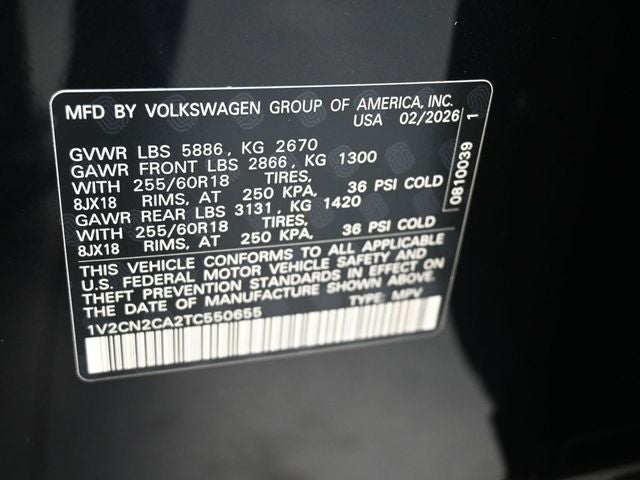 MFD BY VOLKSWAGEN GROUP OF AMERICA, INC.
USA 02/2026
GVWR LBS 5886, KG 2670
GAWR FRONT LBS 2866, KG 1300
WITH 255/60R18 TIRES,
8JX18 RIMS, AT 250 KPA, 36 PSI COLD
GAWR REAR LBS 3131, KG 1420
WITH 255/60R18 TIRES,
8JX18 RIMS, AT 250 KPA, 36 PSI COLD
THIS VEHICLE CONFORMS TO ALL APPLICABLE
U.S. FEDERAL MOTOR VEHICLE SAFETY AND
THEFT PREVENTION STANDARDS IN EFFECT ON
THE DATE OF MANUFACTURE SHOWN ABOVE.
1V2CN2CA2TC550655 TYPE: MPV
0810039 1